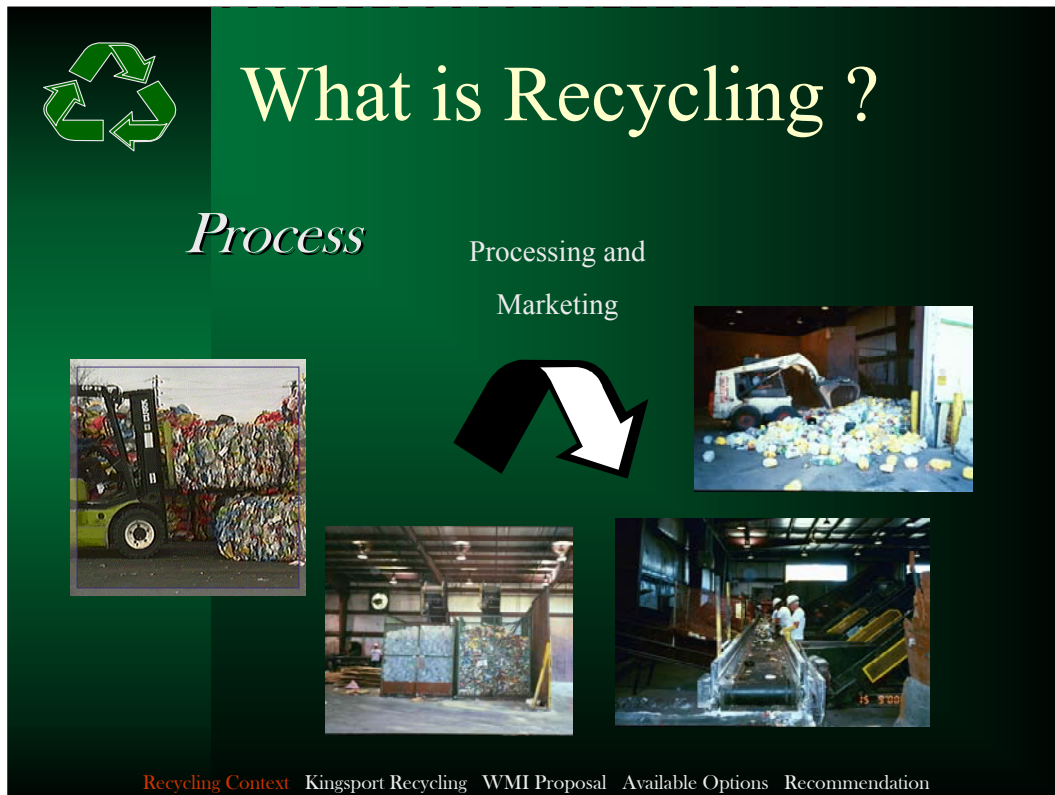 What is Recycling ?
Process
Processing and
Marketing
Recycling Context Kingsport Recycling WMI Proposal Available Options Recommendation